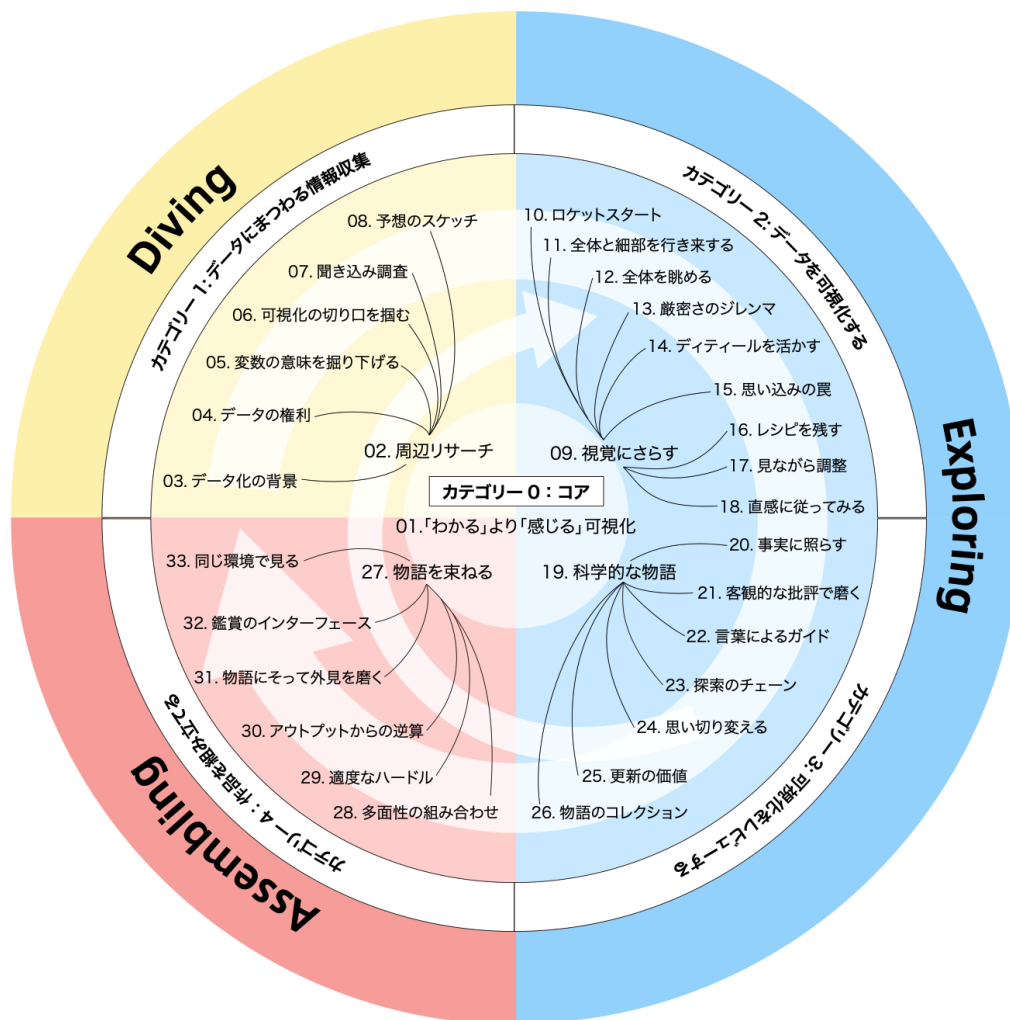 Diving
カテゴリー 1：データにまつわる情報収集
08. 予想のスケッチ
07. 聞き込み調査
06. 可視化の切り口を掴む
05. 変数の意味を掘り下げる
04. データの権利
03. データ化の背景
02. 周辺リサーチ
Exploring
カテゴリー 2：データを可視化する
10. ロケットスタート
11. 全体と細部を行き来する
12. 全体を眺める
13. 厳密さのジレンマ
14. ディティールを活かす
15. 思い込みの罠
16. レシピを残す
17. 見ながら調整
18. 直感に従ってみる
09. 視覚にさらす
カテゴリー 0：コア
01.「わかる」より「感じる」可視化
19. 科学的な物語
20. 事実に照らす
21. 客観的な批評で磨く
22. 言葉によるガイド
23. 探索のチェーン
24. 思い切り変える
25. 更新の価値
26. 物語のコレクション
カテゴリー 3：可視化をレビューする
27. 物語を束ねる
33. 同じ環境で見る
32. 鑑賞のインターフェース
31. 物語にそって外見を磨く
30. アウトプットからの逆算
29. 適度なハードル
28. 多面性の組み合わせ
カテゴリー 4：作品を組み立てる
Assembling